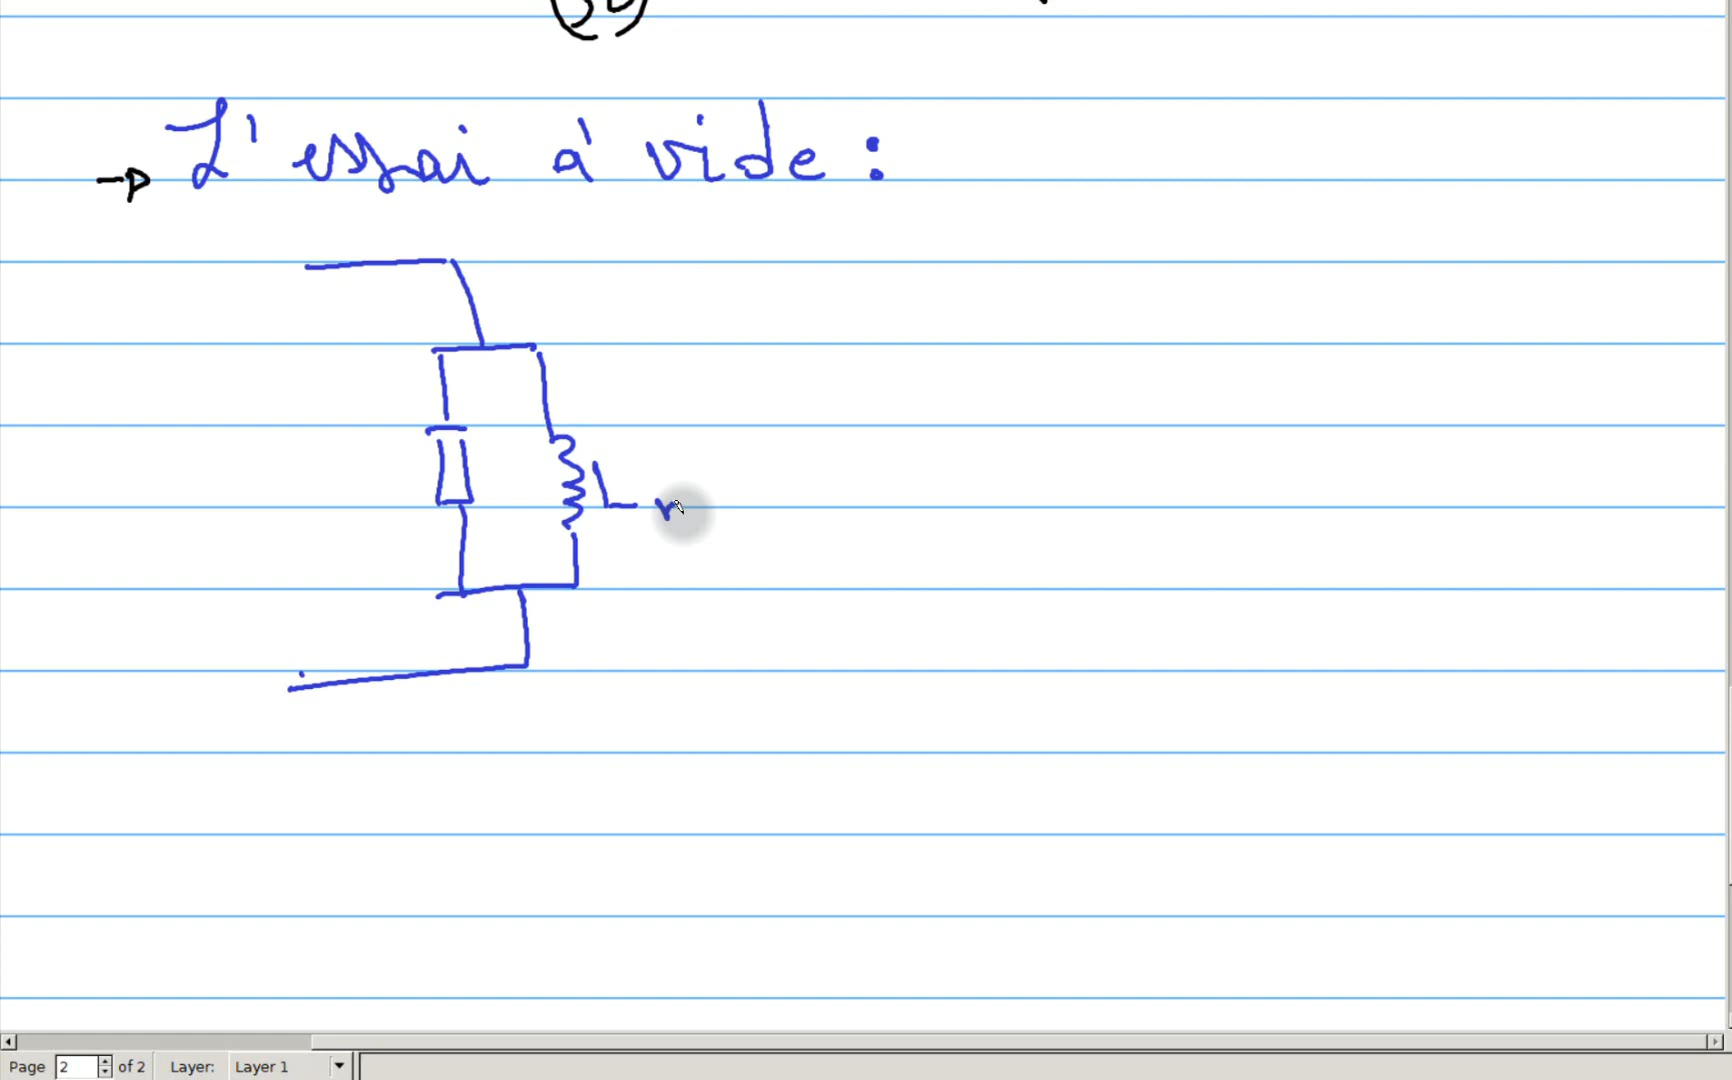 L'essai à vide :
L
Page 2 of 2 Layer: Layer 1